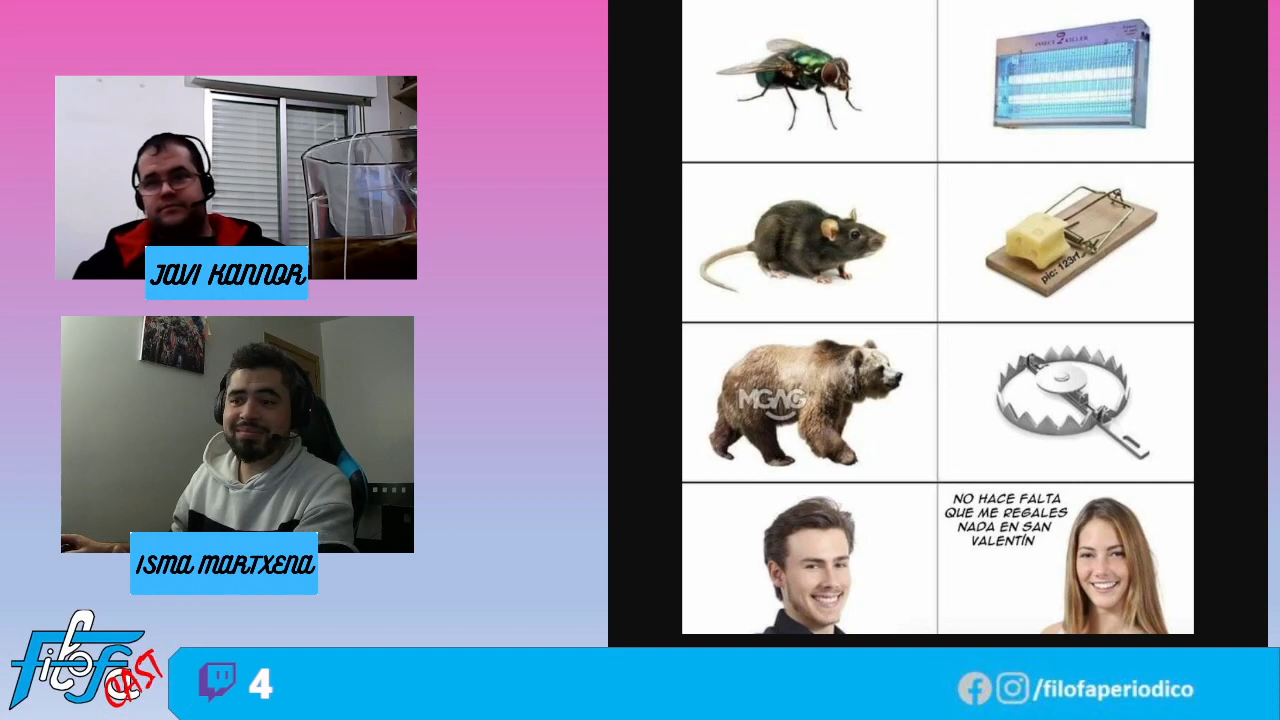 INSECT KILLER
pic: 123rf
MGAG
NO HACE FALTA
QUE ME REGALES
NADA EN SAN
VALENTÍN
JAVI KANNOR
ISMA MARTXENA
Filofa
CAST
4
/filofaperiodico